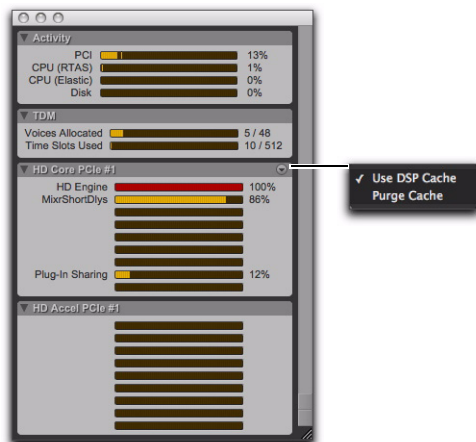 Activity
PCI 13%
CPU (RTAS) 1%
CPU (Elastic) 0%
Disk 0%
TDM
Voices Allocated 5 / 48
Time Slots Used 10 / 512
HD Core PCIe #1
✓ Use DSP Cache
Purge Cache
HD Engine 100%
MixrShortDlys 86%
Plug-In Sharing 12%
HD Accel PCIe #1